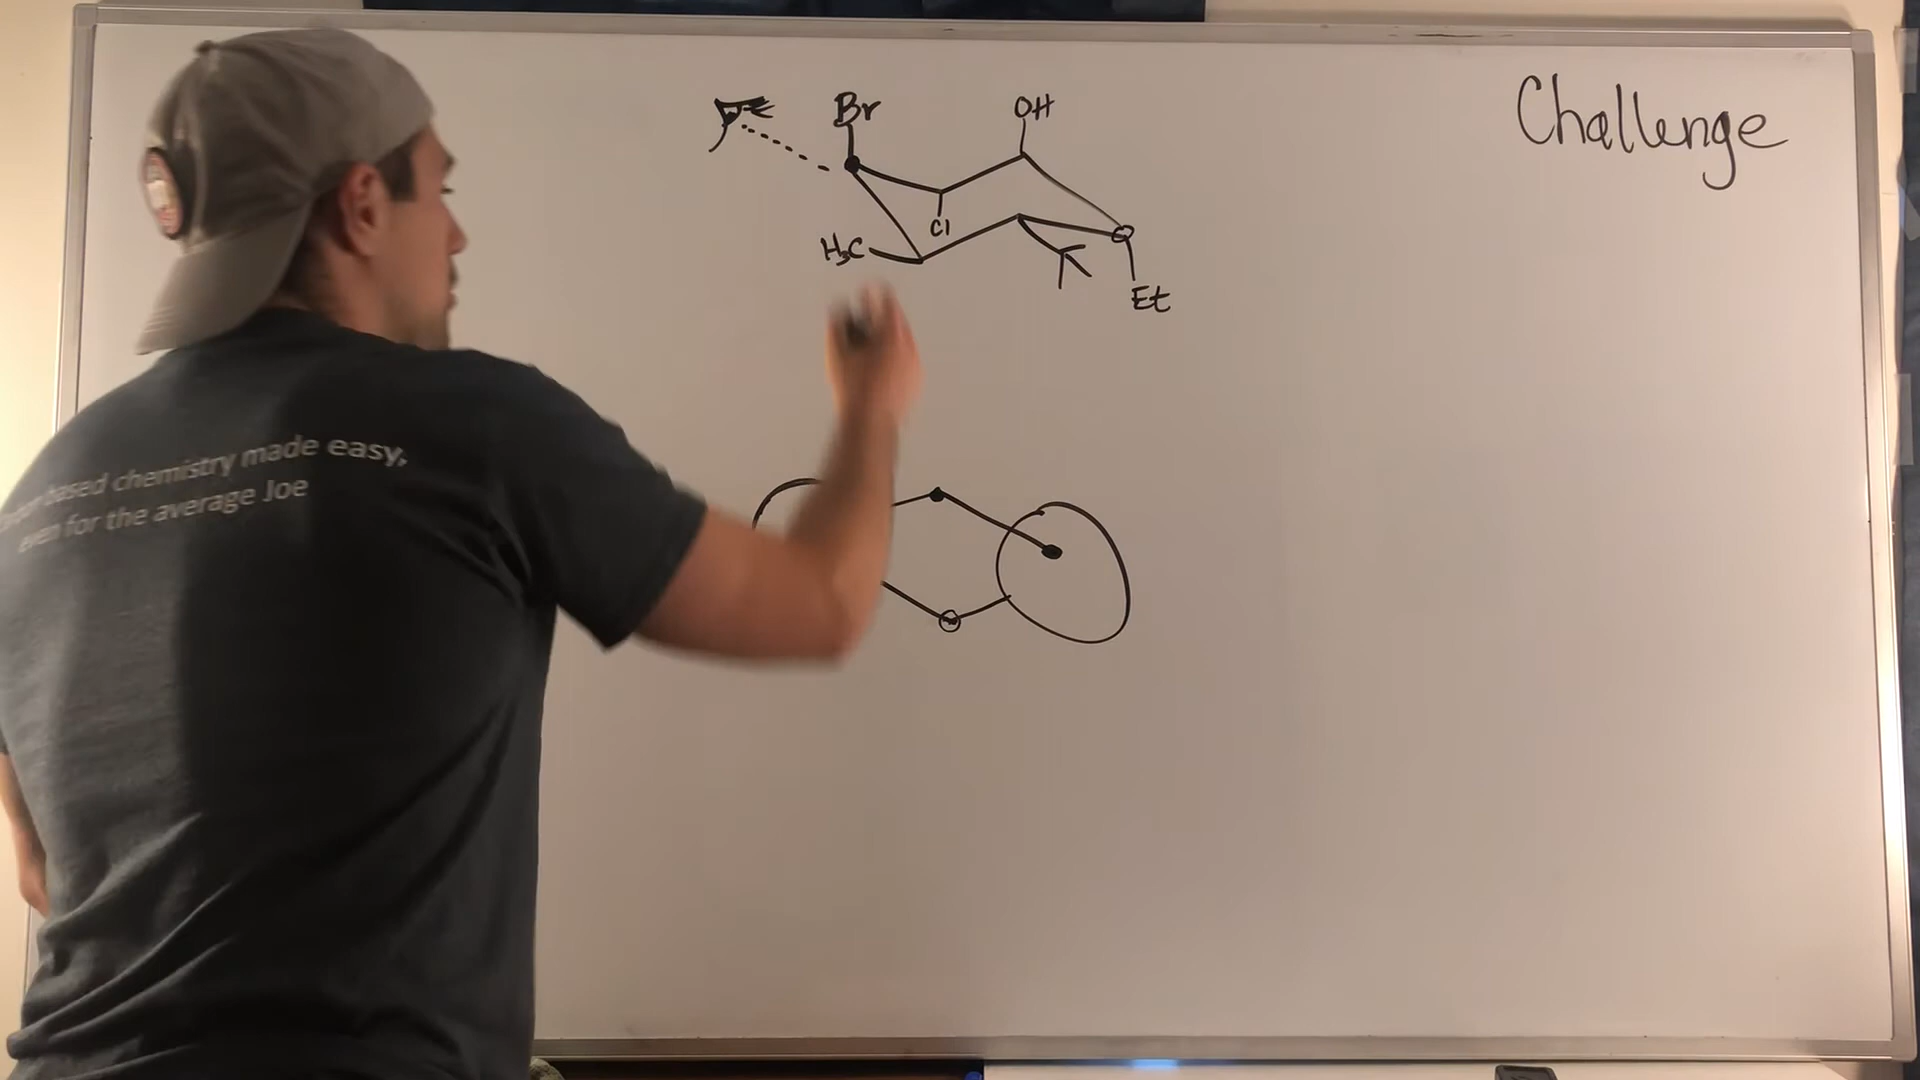 Challenge
Br
OH
Cl
H₃C
Et
based chemistry made easy,
even for the average Joe